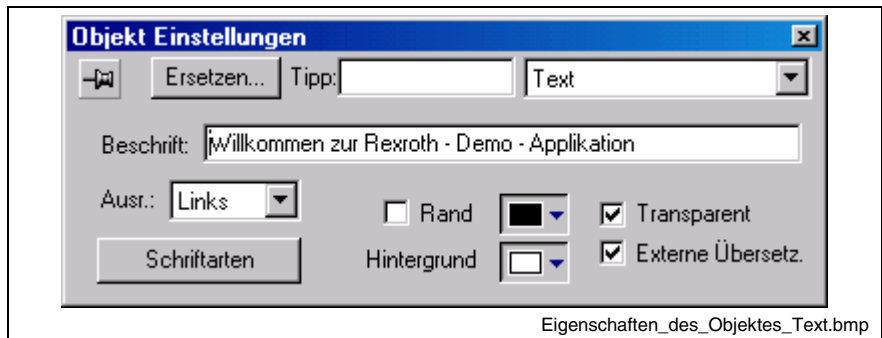 Objekt Einstellungen
Ersetzen... Tipp: Text
Beschrift: Willkommen zur Rexroth - Demo - Applikation
Ausr.: Links Rand Transparent
Schriftarten Hintergrund Externe Übersetz.
Eigenschaften_des_Objektes_Text.bmp